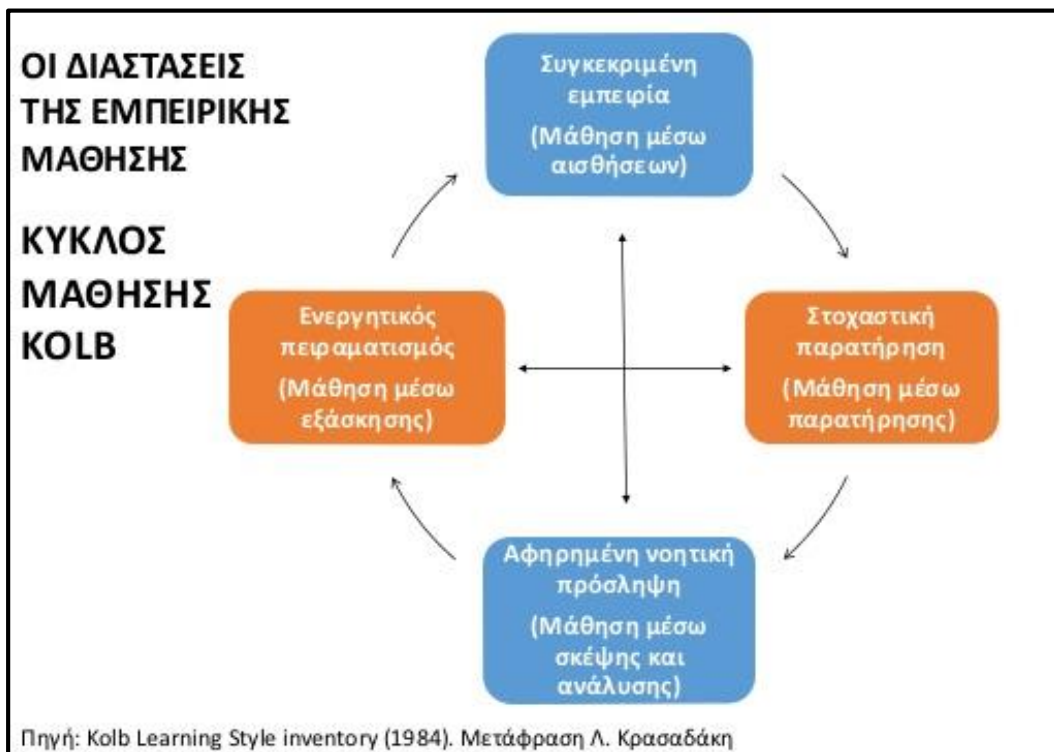 ΟΙ ΔΙΑΣΤΑΣΕΙΣ
ΤΗΣ ΕΜΠΕΙΡΙΚΗΣ
ΜΑΘΗΣΗΣ
ΚΥΚΛΟΣ
ΜΑΘΗΣΗΣ
KOLB
Συγκεκριμένη
εμπειρία
(Μάθηση μέσω
αισθήσεων)
Ενεργητικός
πειραματισμός
(Μάθηση μέσω
εξάσκησης)
Στοχαστική
παρατήρηση
(Μάθηση μέσω
παρατήρησης)
Αφηρημένη νοητική
πρόσληψη
(Μάθηση μέσω
σκέψης και
ανάλυσης)
Πηγή: Kolb Learning Style inventory (1984). Μετάφραση Λ. Κρασαδάκη